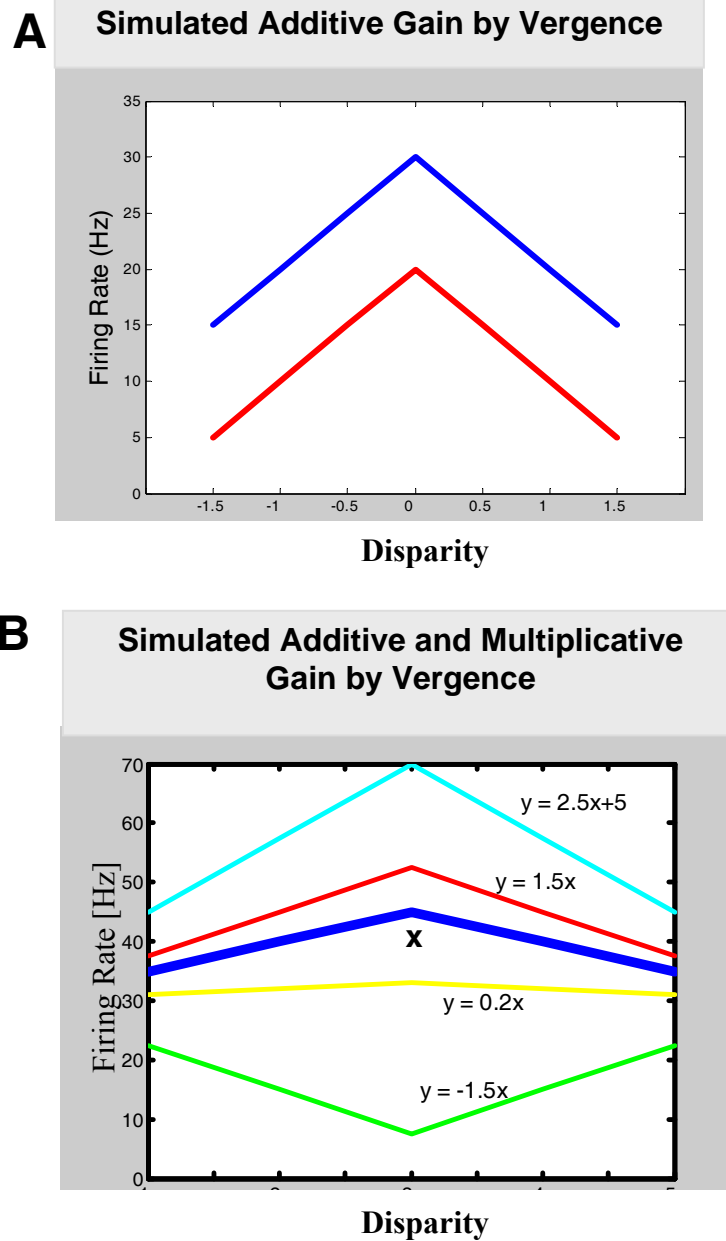 A
Simulated Additive Gain by Vergence
Firing Rate (Hz)
35
30
25
20
15
10
5
0
-1.5 -1 -0.5 0 0.5 1 1.5
Disparity
B
Simulated Additive and Multiplicative
Gain by Vergence
Firing Rate [Hz]
70
60
50
40
30
20
10
0
y = 2.5x+5
y = 1.5x
x
y = 0.2x
y = -1.5x
Disparity